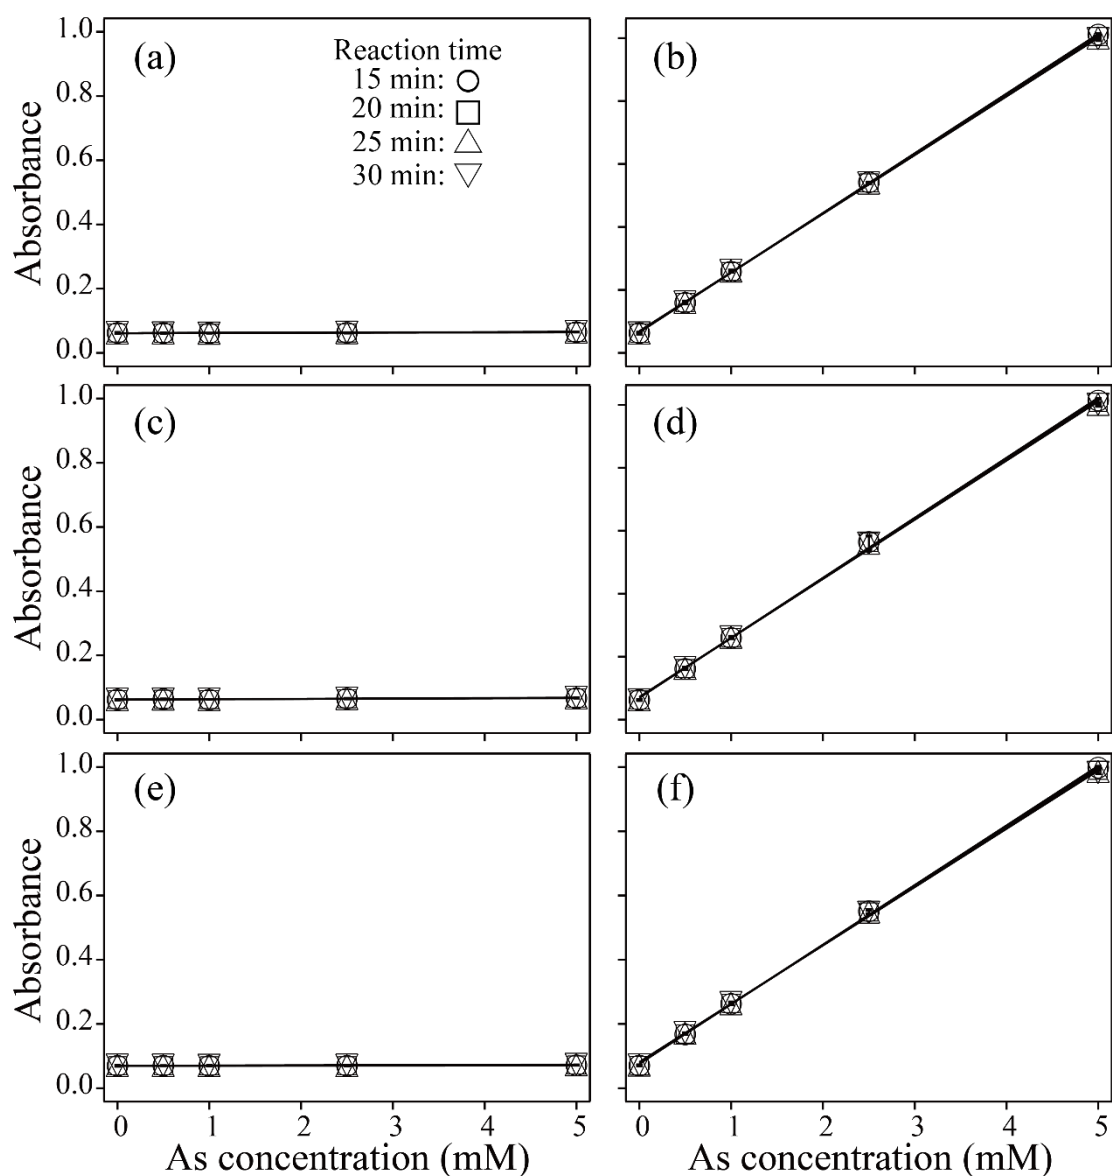 (a)
Reaction time
15 min:
20 min:
25 min:
30 min:
Absorbance
1.0
0.8
0.6
0.4
0.2
0.0
(b)
(c)
Absorbance
1.0
0.8
0.6
0.4
0.2
0.0
(d)
(e)
Absorbance
1.0
0.8
0.6
0.4
0.2
0.0
0 1 2 3 4 5
As concentration (mM)
(f)
0 1 2 3 4 5
As concentration (mM)